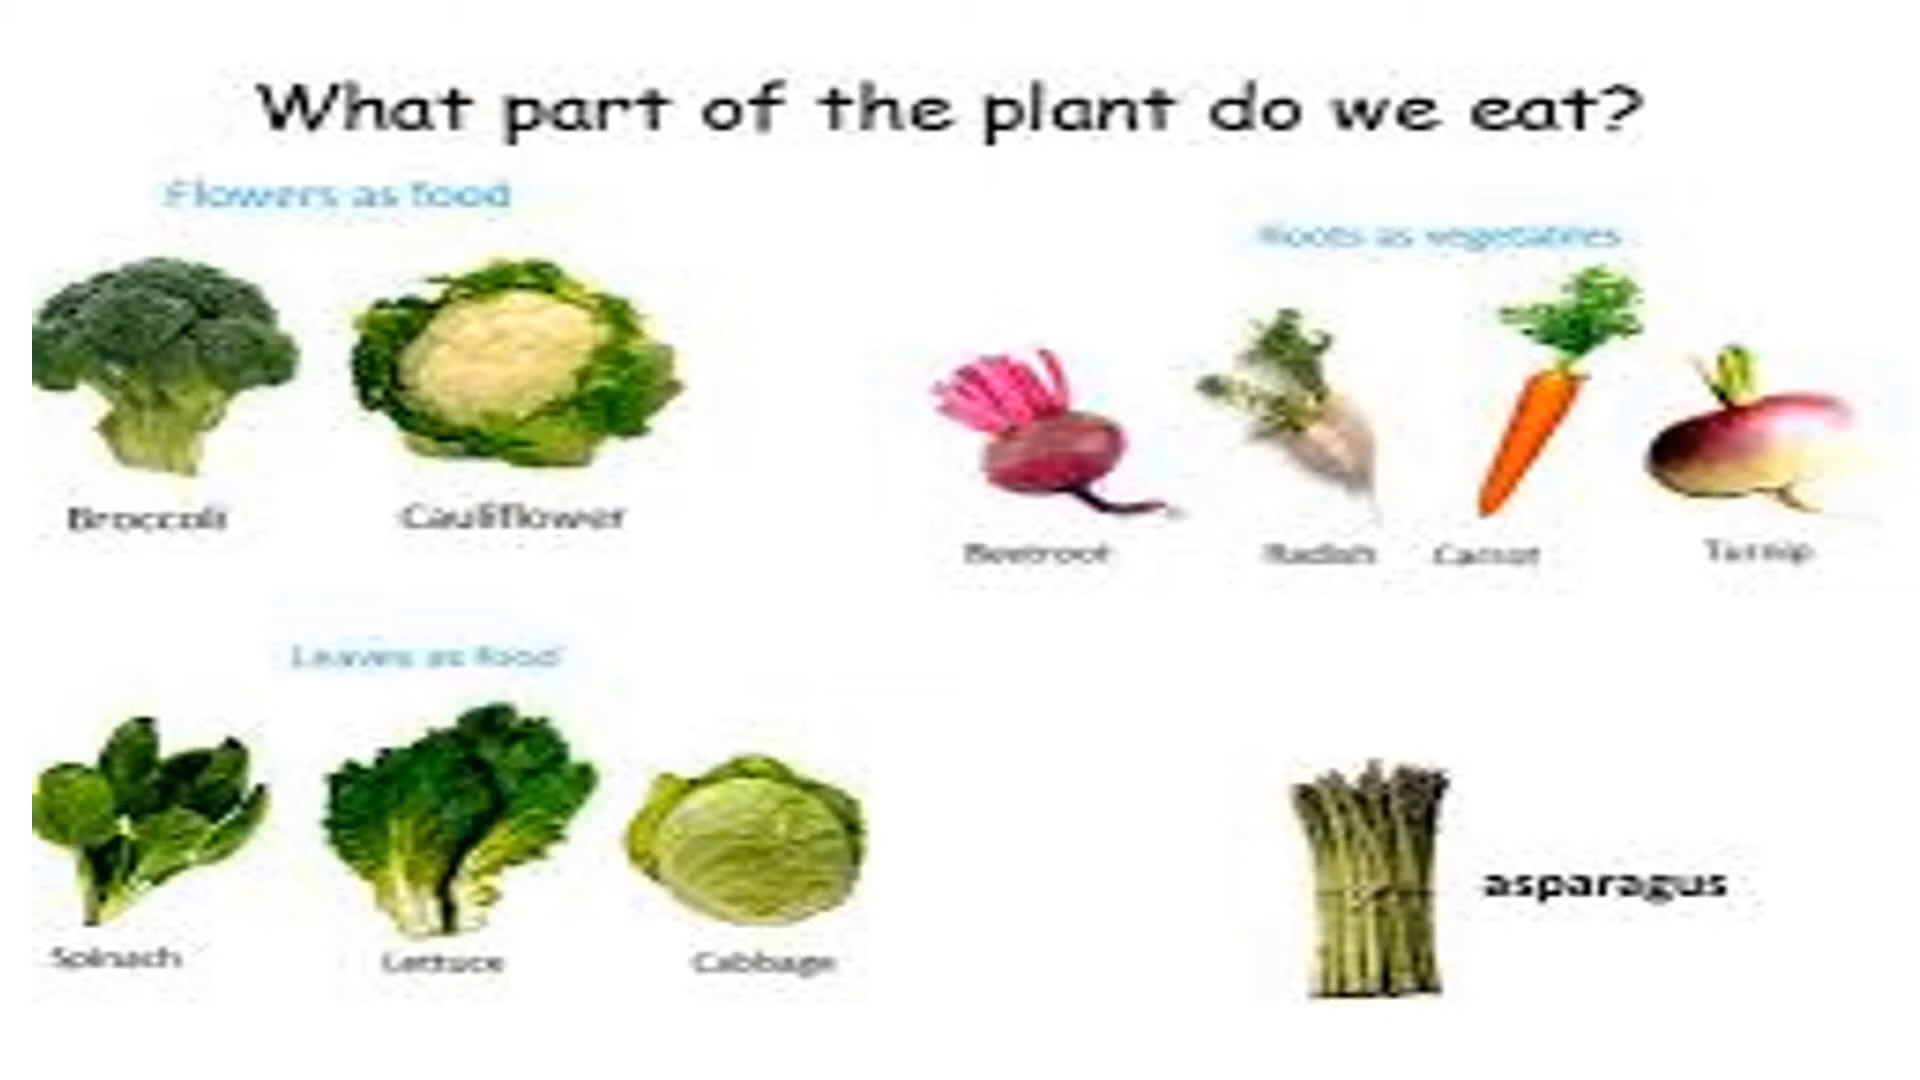 What part of the plant do we eat?
Flowers as food
Roots as vegetables
Broccoli
Cauliflower
Beetroot
Radish
Carrot
Turnip
Leaves as food
Spinach
Lettuce
Cabbage
asparagus